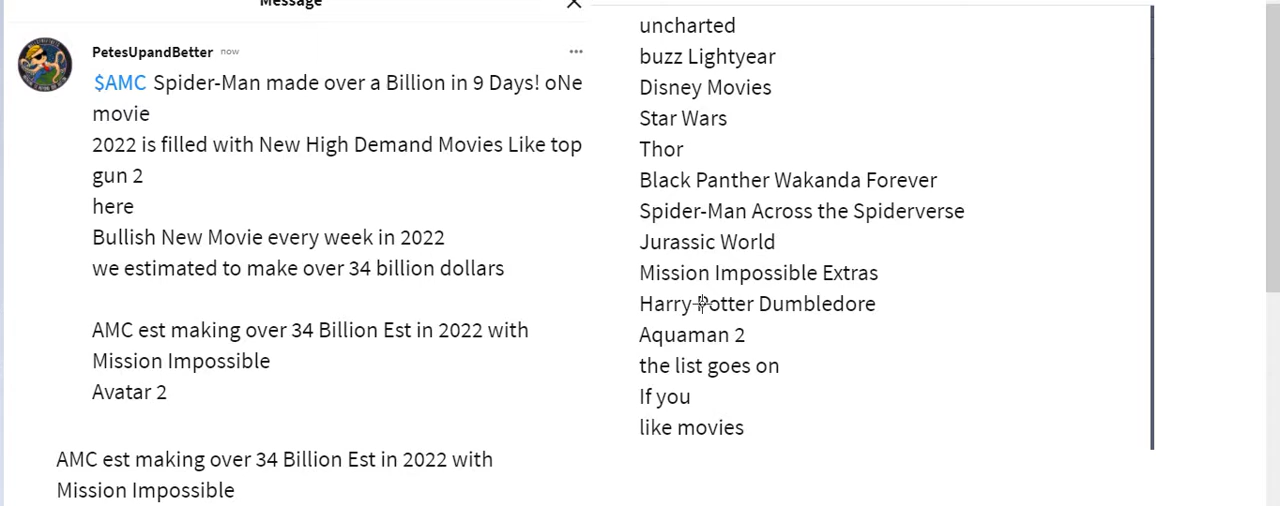 Message
PetesUpandBetter now
$AMC Spider-Man made over a Billion in 9 Days! oNe
movie
2022 is filled with New High Demand Movies Like top
gun 2
here
Bullish New Movie every week in 2022
we estimated to make over 34 billion dollars
AMC est making over 34 Billion Est in 2022 with
Mission Impossible
Avatar 2
AMC est making over 34 Billion Est in 2022 with
Mission Impossible
uncharted
buzz Lightyear
Disney Movies
Star Wars
Thor
Black Panther Wakanda Forever
Spider-Man Across the Spiderverse
Jurassic World
Mission Impossible Extras
Harry Potter Dumbledore
Aquaman 2
the list goes on
If you
like movies